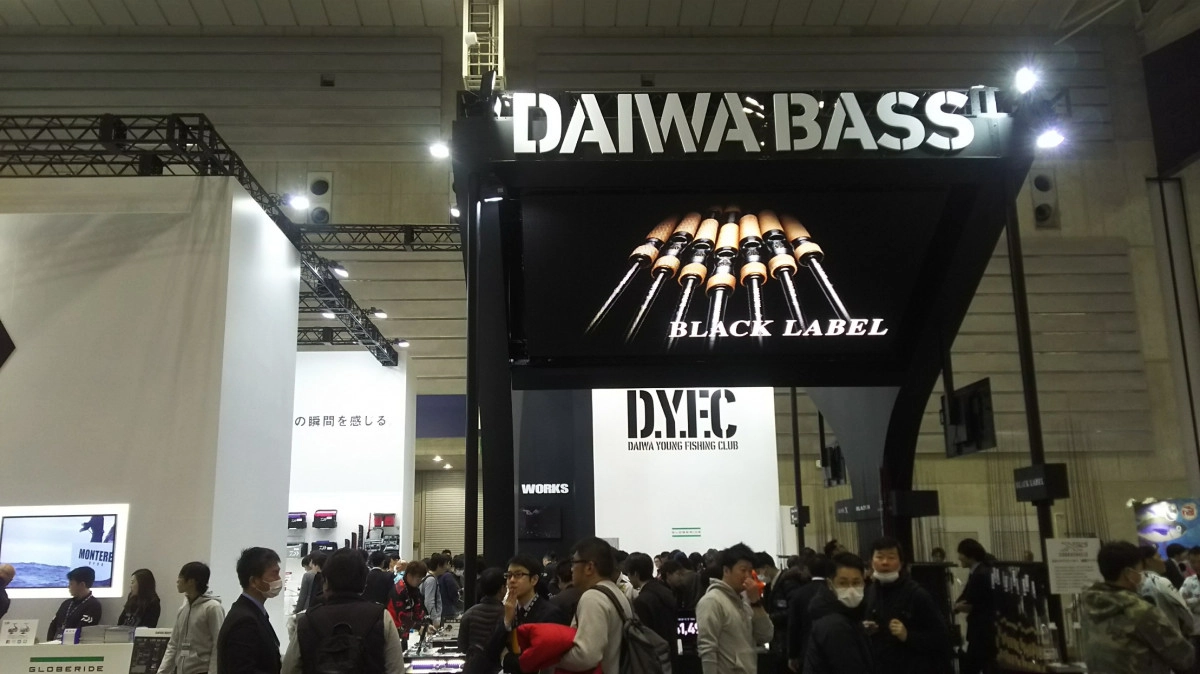 DAIWA BASS
BLACK LABEL
D.Y.F.C
DAIWA YOUNG FISHING CLUB
の瞬間を感じる
WORKS
GLOBERIDE
BLACK LABEL
MONTERE
GLOBERIDE